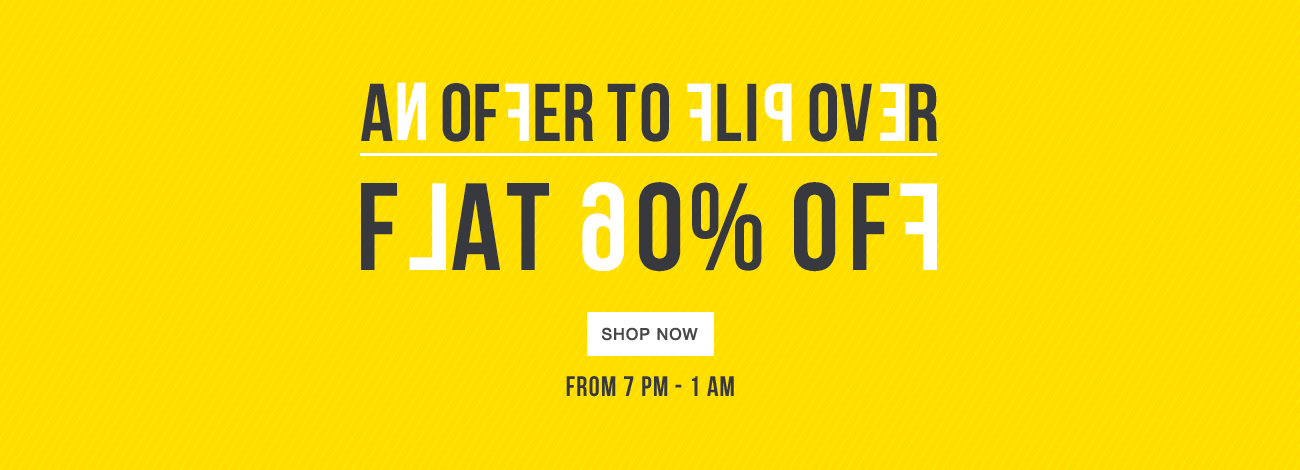 AN OFFER TO FLIP OVER
FLAT 60% OFF
SHOP NOW
FROM 7 PM - 1 AM